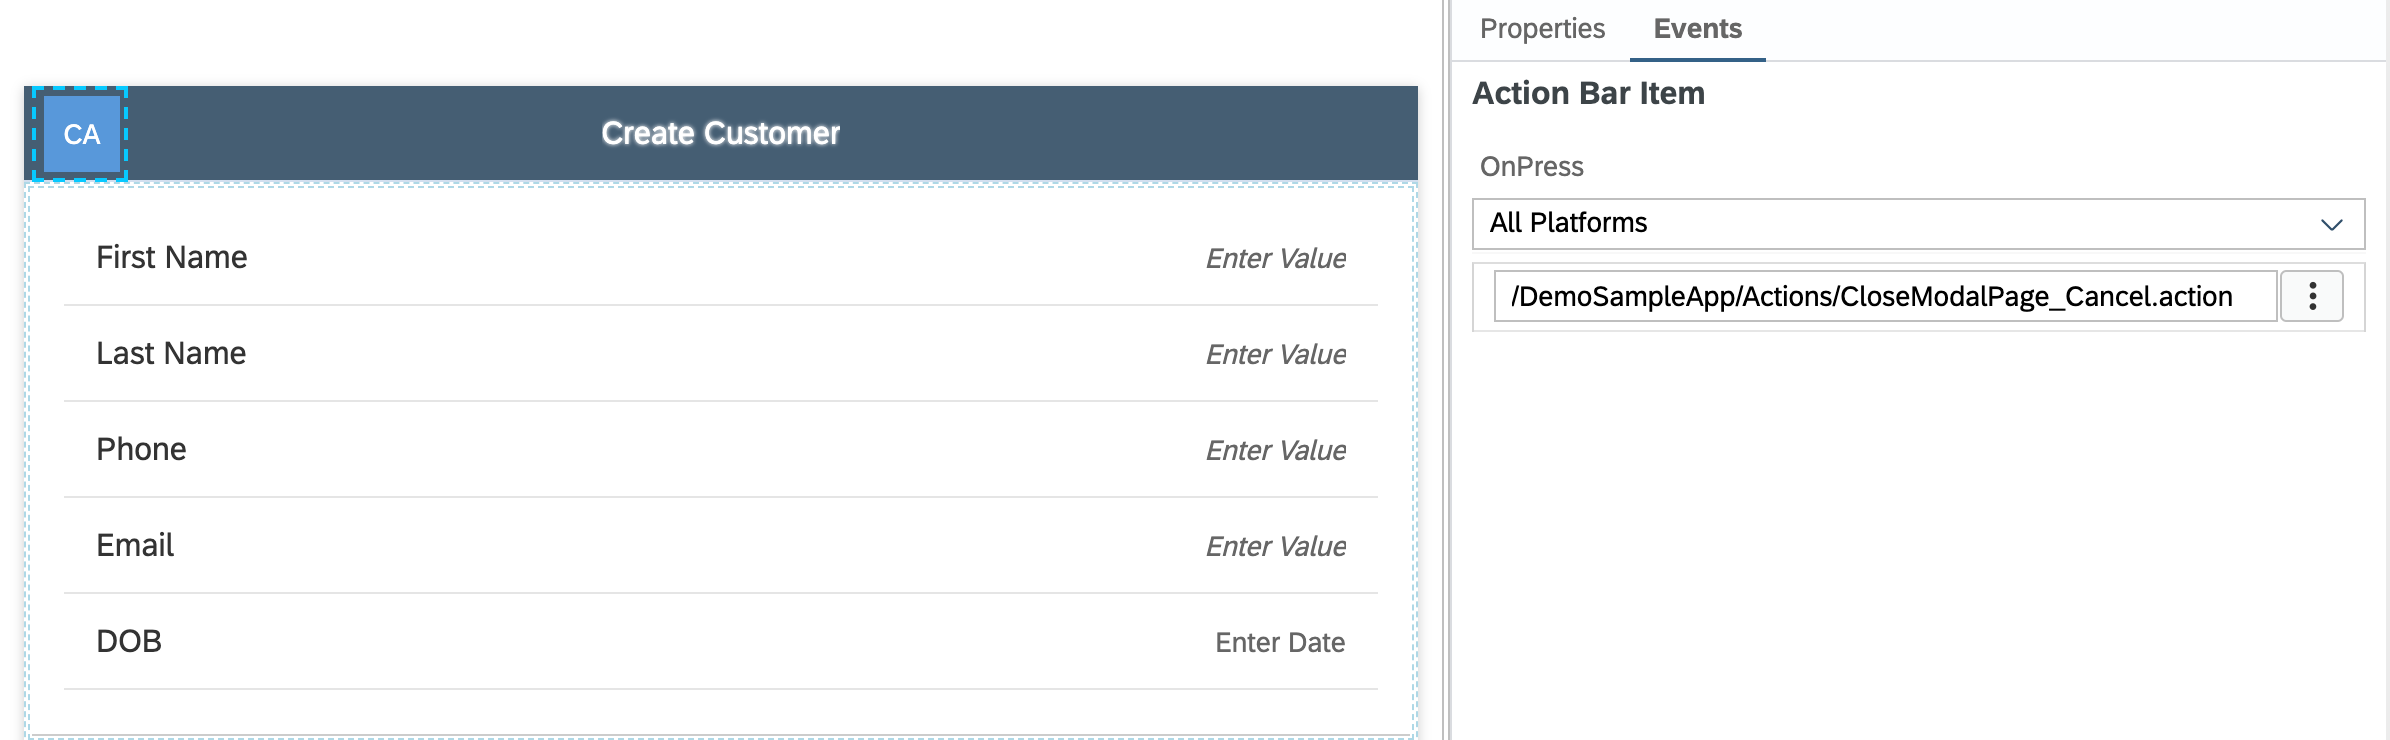 CA
Create Customer
First Name
Enter Value
Last Name
Enter Value
Phone
Enter Value
Email
Enter Value
DOB
Enter Date
Properties
Events
Action Bar Item
OnPress
All Platforms
/DemoSampleApp/Actions/CloseModalPage_Cancel.action